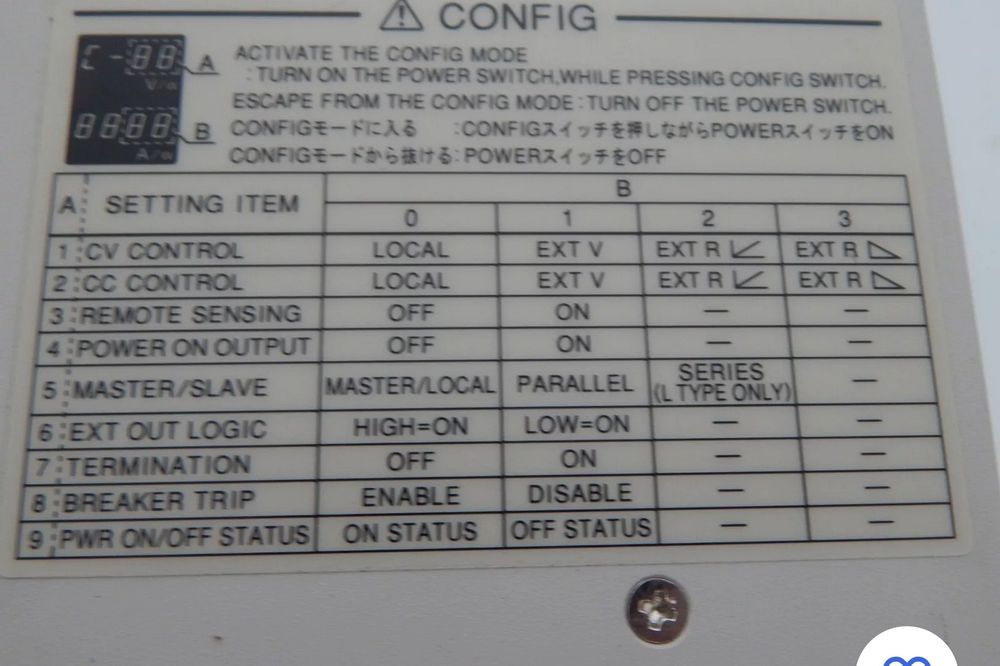 ⚠ CONFIG
C-88 A
V/α
8888 B
A/α
ACTIVATE THE CONFIG MODE
:TURN ON THE POWER SWITCH,WHILE PRESSING CONFIG SWITCH.
ESCAPE FROM THE CONFIG MODE:TURN OFF THE POWER SWITCH.
CONFIGモードに入る :CONFIGスイッチを押しながらPOWERスイッチをON
CONFIGモードから抜ける:POWERスイッチをOFF
A SETTING ITEM B
0 1 2 3
1 CV CONTROL LOCAL EXT V EXT R EXT R
2 CC CONTROL LOCAL EXT V EXT R EXT R
3 REMOTE SENSING OFF ON — —
4 POWER ON OUTPUT OFF ON — —
5 MASTER/SLAVE MASTER/LOCAL PARALLEL SERIES (L TYPE ONLY) —
6 EXT OUT LOGIC HIGH=ON LOW=ON — —
7 TERMINATION OFF ON — —
8 BREAKER TRIP ENABLE DISABLE — —
9 PWR ON/OFF STATUS ON STATUS OFF STATUS — —